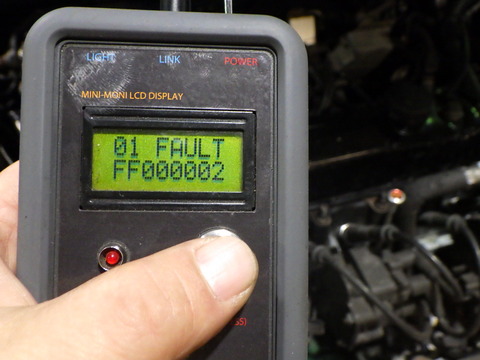 LIGHT LINK POWER
MINI-MONI LCD DISPLAY
01 FAULT
FF000002